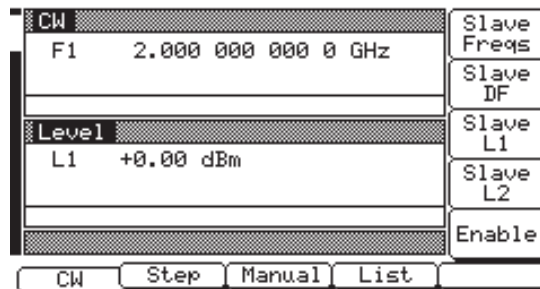 CW
F1 2.000 000 000 0 GHz
Level
L1 +0.00 dBm
Slave
Freqs
Slave
DF
Slave
L1
Slave
L2
Enable
CW Step Manual List